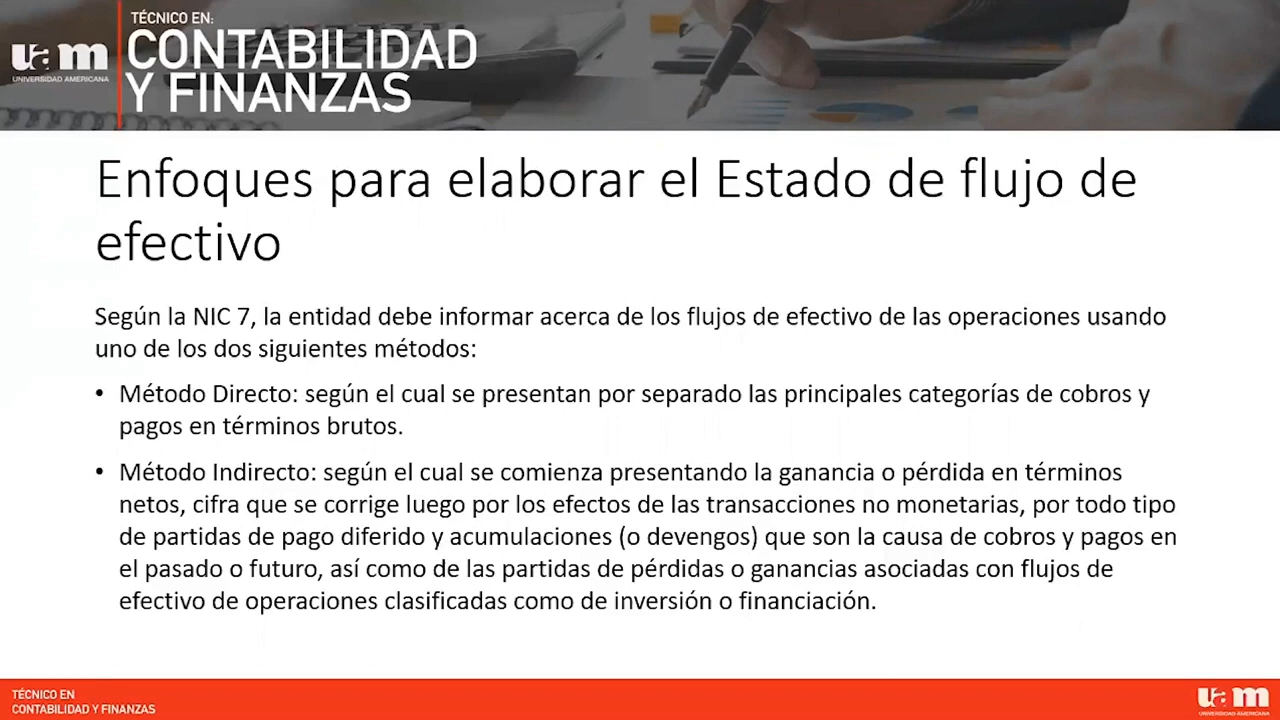 TÉCNICO EN:
uam
UNIVERSIDAD AMERICANA
CONTABILIDAD
Y FINANZAS
Enfoques para elaborar el Estado de flujo de
efectivo
Según la NIC 7, la entidad debe informar acerca de los flujos de efectivo de las operaciones usando
uno de los dos siguientes métodos:
• Método Directo: según el cual se presentan por separado las principales categorías de cobros y
pagos en términos brutos.
• Método Indirecto: según el cual se comienza presentando la ganancia o pérdida en términos
netos, cifra que se corrige luego por los efectos de las transacciones no monetarias, por todo tipo
de partidas de pago diferido y acumulaciones (o devengos) que son la causa de cobros y pagos en
el pasado o futuro, así como de las partidas de pérdidas o ganancias asociadas con flujos de
efectivo de operaciones clasificadas como de inversión o financiación.
TÉCNICO EN
CONTABILIDAD Y FINANZAS
uam
UNIVERSIDAD AMERICANA